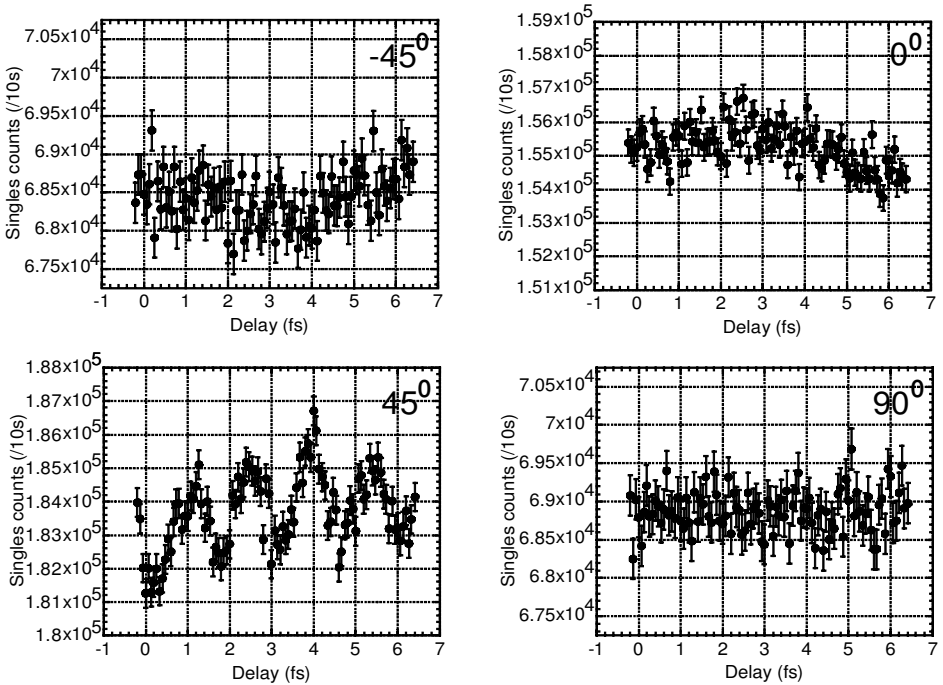 7.05x10⁴
7x10⁴
6.95x10⁴
6.9x10⁴
6.85x10⁴
6.8x10⁴
6.75x10⁴
Singles counts (/10s)
-45⁰
-1 0 1 2 3 4 5 6 7
Delay (fs)
1.59x10⁵
1.58x10⁵
1.57x10⁵
1.56x10⁵
1.55x10⁵
1.54x10⁵
1.53x10⁵
1.52x10⁵
1.51x10⁵
Singles counts (/10s)
0⁰
-1 0 1 2 3 4 5 6 7
Delay (fs)
1.88x10⁵
1.87x10⁵
1.86x10⁵
1.85x10⁵
1.84x10⁵
1.83x10⁵
1.82x10⁵
1.81x10⁵
1.8x10⁵
Singles counts (/10s)
45⁰
-1 0 1 2 3 4 5 6 7
Delay (fs)
7.05x10⁴
7x10⁴
6.95x10⁴
6.9x10⁴
6.85x10⁴
6.8x10⁴
6.75x10⁴
Singles counts (/10s)
90⁰
-1 0 1 2 3 4 5 6 7
Delay (fs)